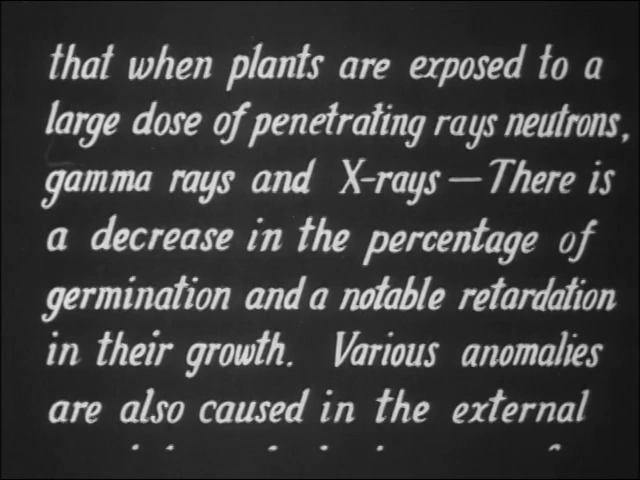 that when plants are exposed to a
large dose of penetrating rays neutrons,
gamma rays and X-rays — There is
a decrease in the percentage of
germination and a notable retardation
in their growth. Various anomalies
are also caused in the external